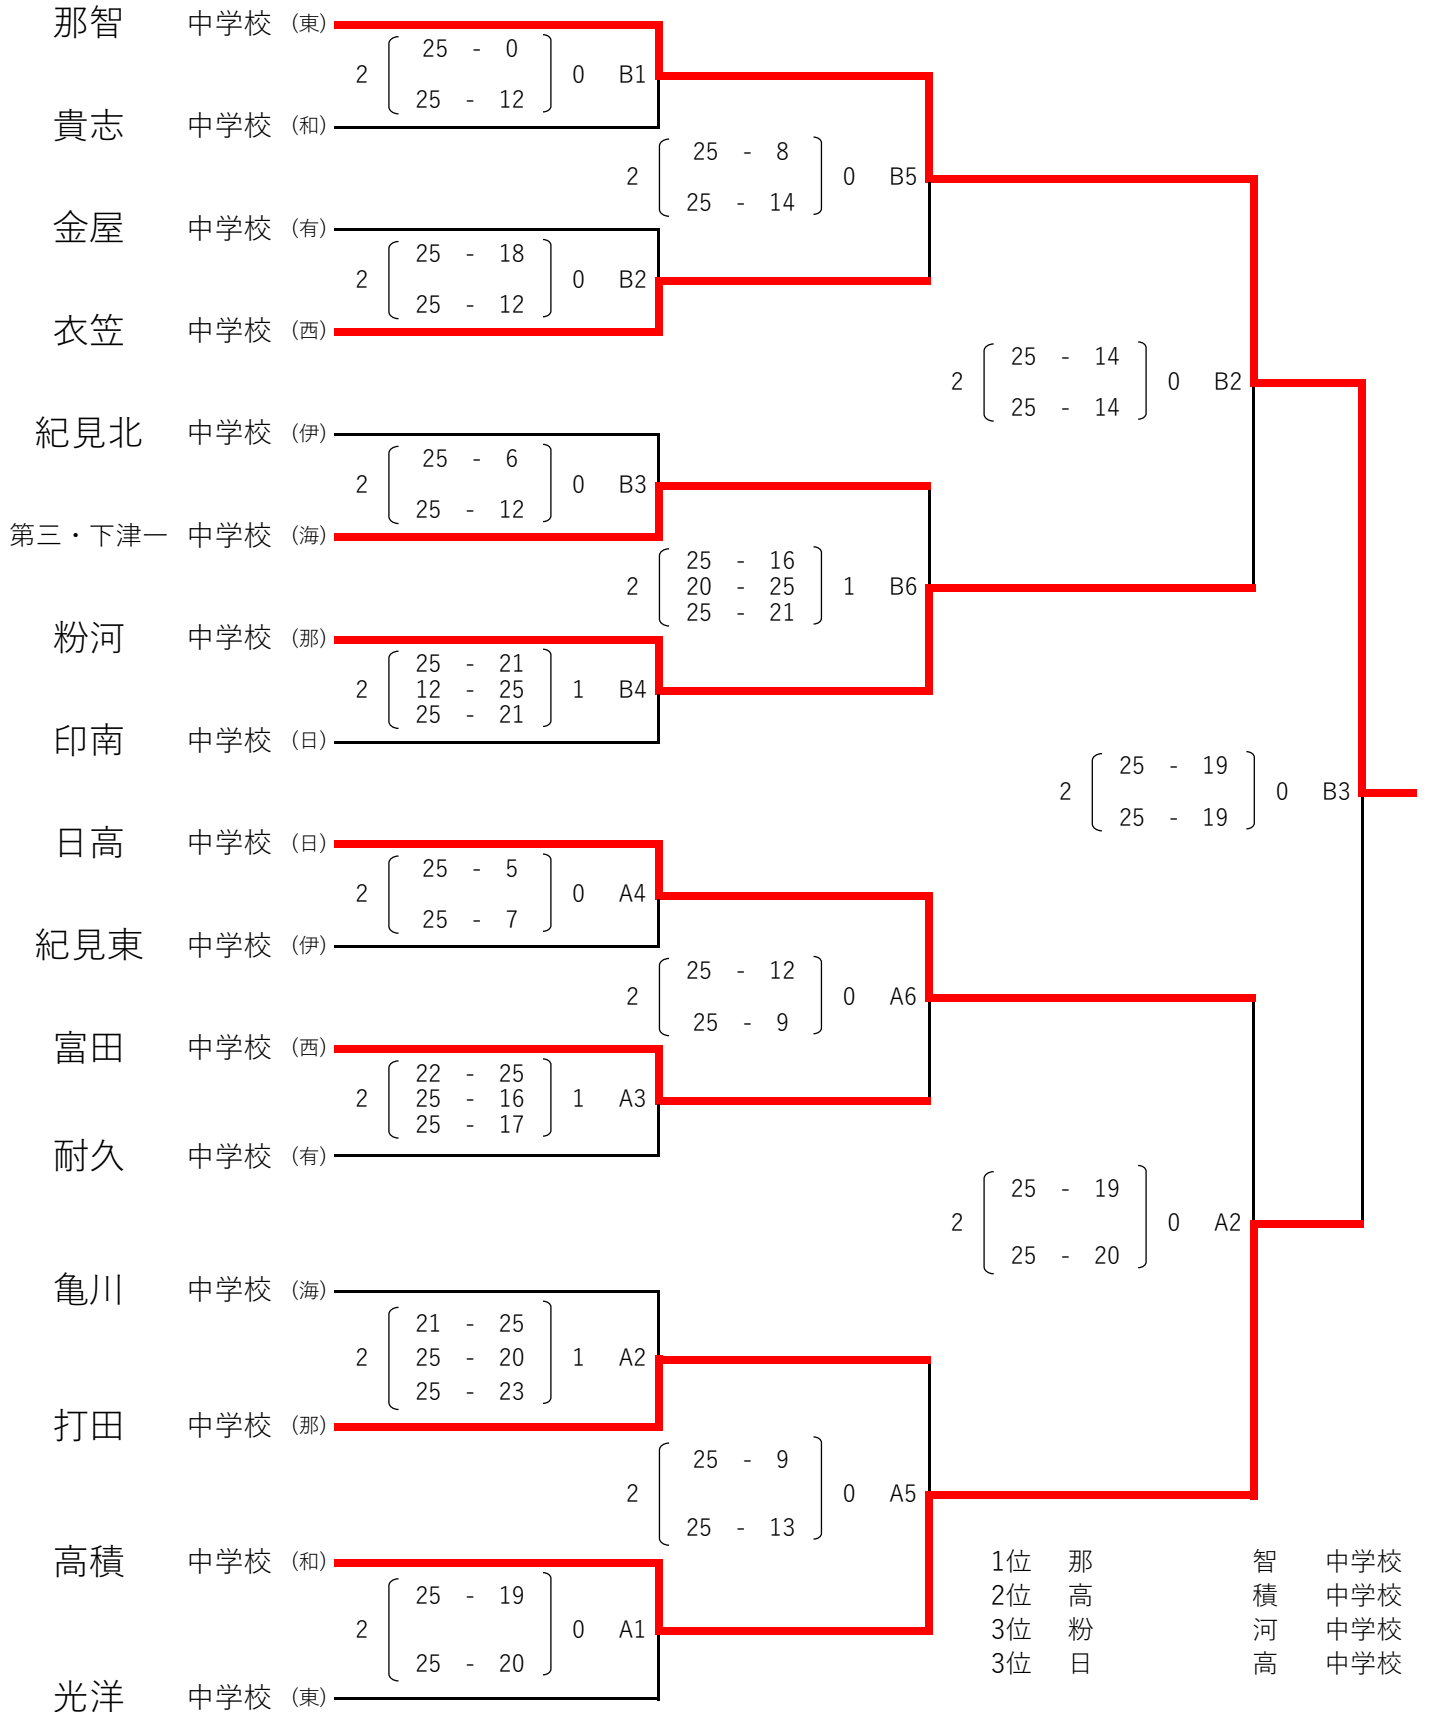 那智 中学校 (東)
25 - 0
2 0 B1
25 - 12
貴志 中学校 (和)
25 - 8
2 0 B5
25 - 14
金屋 中学校 (有)
25 - 18
2 0 B2
25 - 12
衣笠 中学校 (西)
25 - 14
2 0 B2
25 - 14
紀見北 中学校 (伊)
25 - 6
2 0 B3
25 - 12
第三・下津一 中学校 (海)
25 - 16
2 20 - 25 1 B6
25 - 21
粉河 中学校 (那)
25 - 21
2 12 - 25 1 B4
25 - 21
印南 中学校 (日)
25 - 19
2 0 B3
25 - 19
日高 中学校 (日)
25 - 5
2 0 A4
25 - 7
紀見東 中学校 (伊)
25 - 12
2 0 A6
25 - 9
富田 中学校 (西)
22 - 25
2 25 - 16 1 A3
25 - 17
耐久 中学校 (有)
25 - 19
2 0 A2
25 - 20
亀川 中学校 (海)
21 - 25
2 25 - 20 1 A2
25 - 23
打田 中学校 (那)
25 - 9
2 0 A5
25 - 13
高積 中学校 (和)
25 - 19
2 0 A1
25 - 20
光洋 中学校 (東)
1位 那 智 中学校
2位 高 積 中学校
3位 粉 河 中学校
3位 日 高 中学校